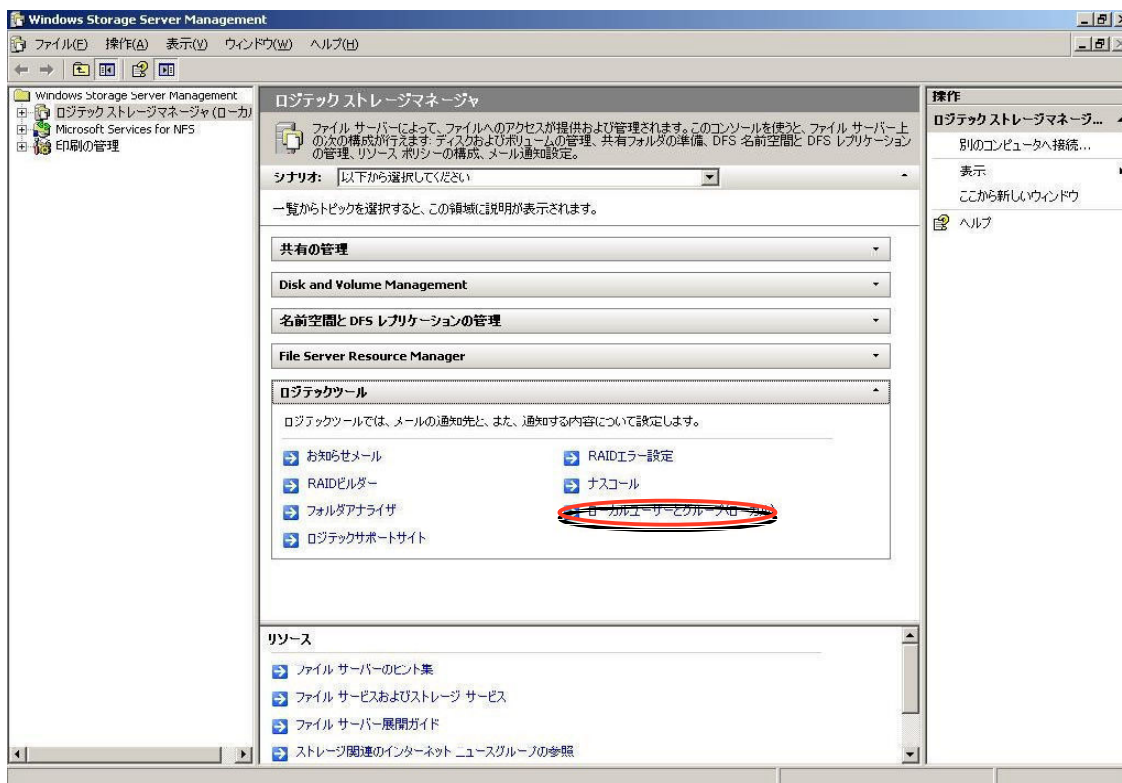 Windows Storage Server Management
ファイル(F) 操作(A) 表示(V) ウィンドウ(W) ヘルプ(H)
Windows Storage Server Management
ロジテック ストレージマネージャ (ローカル
Microsoft Services for NFS
印刷の管理
ロジテック ストレージマネージャ
ファイル サーバーによって、ファイルへのアクセスが提供および管理されます。このコンソールを使うと、ファイル サーバー上
の次の構成が行えます: ディスクおよびボリュームの管理、共有フォルダの準備、DFS 名前空間と DFS レプリケーション
の管理、リソース ポリシーの構成、メール通知設定。
シナリオ: 以下から選択してください
一覧からトピックを選択すると、この領域に説明が表示されます。
共有の管理
Disk and Volume Management
名前空間と DFS レプリケーションの管理
File Server Resource Manager
ロジテックツール
ロジテックツールでは、メールの通知先と、また、通知する内容について設定します。
お知らせメール
RAIDエラー設定
RAIDビルダー
ナスコール
フォルダアナライザ
ローカルユーザーとグループ(ローカル)
ロジテックサポートサイト
リソース
ファイル サーバーのヒント集
ファイル サービスおよびストレージ サービス
ファイル サーバー展開ガイド
ストレージ関連のインターネット ニュースグループの参照
操作
ロジテック ストレージマネージ...
別のコンピュータへ接続...
表示
ここから新しいウィンドウ
ヘルプ